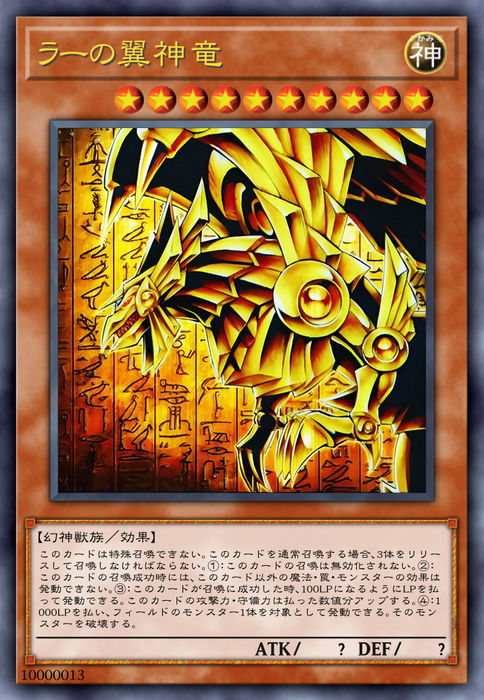 ラーの翼神竜
かみ
神
【幻神獣族／効果】
このカードは特殊召喚できない。このカードを通常召喚する場合、3体をリリー
スして召喚しなければならない。①：このカードの召喚は無効化されない。②：
このカードの召喚成功時には、このカード以外の魔法・罠・モンスターの効果は
発動できない。③：このカードが召喚に成功した時、100LPになるようにLPを払
って発動できる。このカードの攻撃力・守備力は払った数値分アップする。④：1
000LPを払い、フィールドのモンスター1体を対象として発動できる。そのモン
スターを破壊する。
ATK/ ? DEF/ ?
10000013